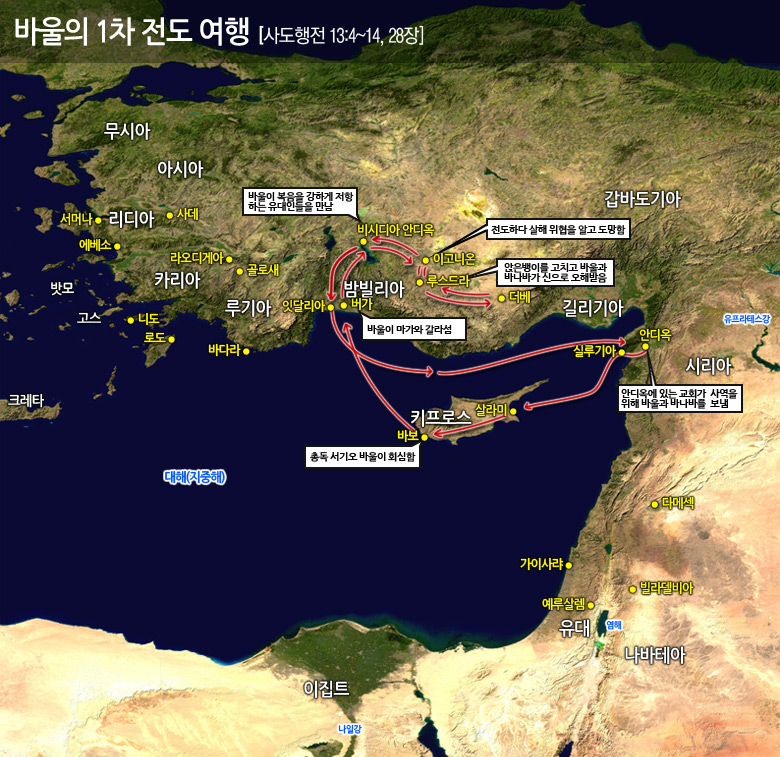 바울의 1차 전도 여행 [사도행전 13:4~14, 28장]
무시아
아시아
바울이 복음을 강하게 저항
하는 유대인들을 만남
갑바도기아
서머나
리디아
사데
비시디아 안디옥
전도하다 살해 위협을 알고 도망함
에베소
라오디게아
이고니온
골로새
앉은뱅이를 고치고 바울과
바나바가 신으로 오해받음
카리아
루스드라
밧모
밤빌리아
더베
고스
루기아
잇달리아
버가
길리기아
니도
유프라테스강
바울이 마가와 갈라섬
로도
안디옥
바다라
실루기아
시리아
안디옥에 있는 교회가 사역을
위해 바울과 바나바를 보냄
크레타
키프로스
살라미
바보
총독 서기오 바울이 회심함
대해(지중해)
다메섹
가이사랴
빌라델비아
예루살렘
유대
염해
나바테아
이집트
나일강